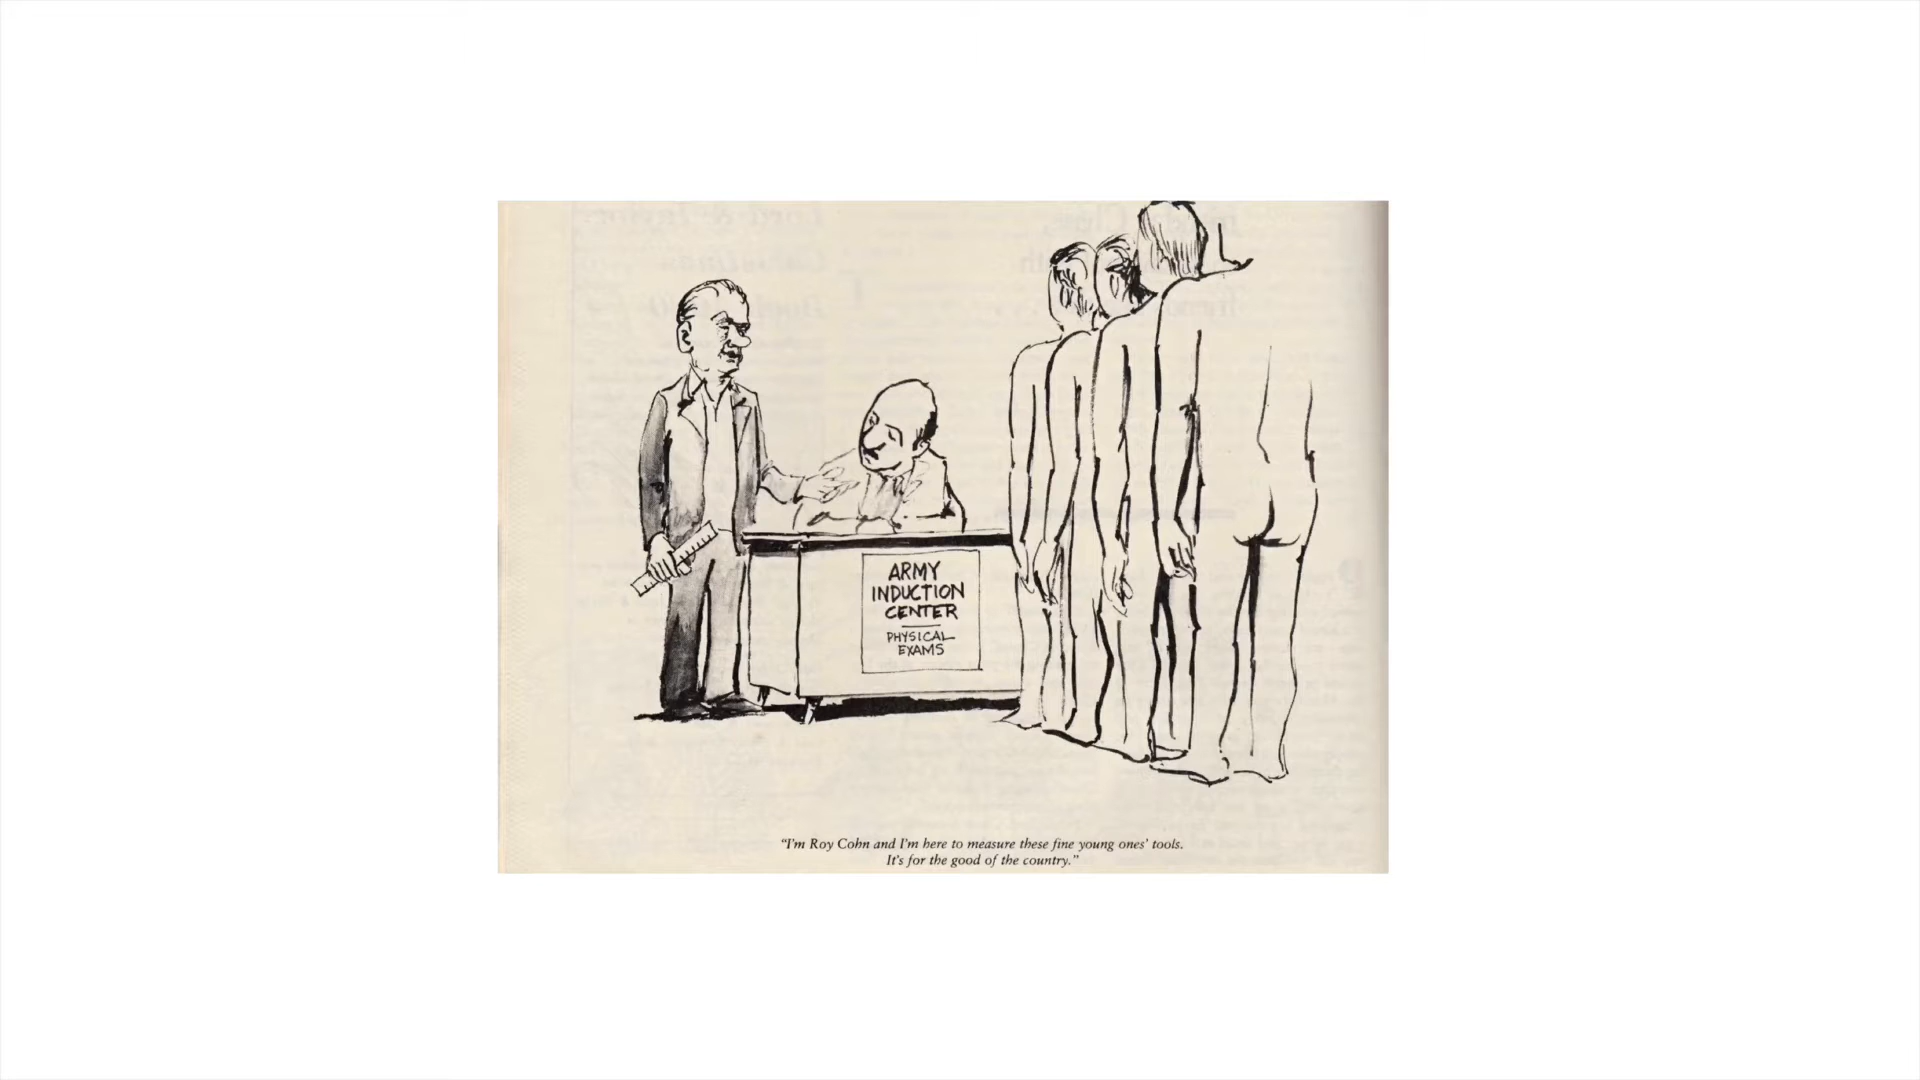 ARMY
INDUCTION
CENTER
PHYSICAL
EXAMS
"I'm Roy Cohn and I'm here to measure these fine young ones' tools.
It's for the good of the country."